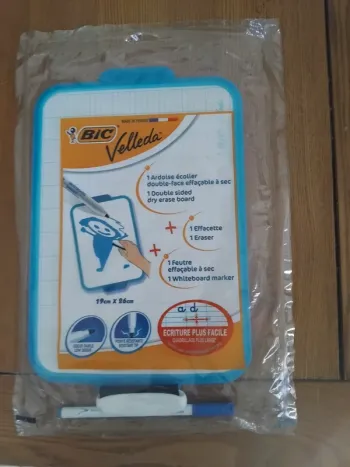 BIC
Velleda
1 Ardoise écolier
double-face effaçable à sec
1 Double sided
dry erase board
+
1 Effacette
1 Eraser
+
1 Feutre
effaçable à sec
1 Whiteboard marker
19cm X 26cm
a d
ECRITURE PLUS FACILE